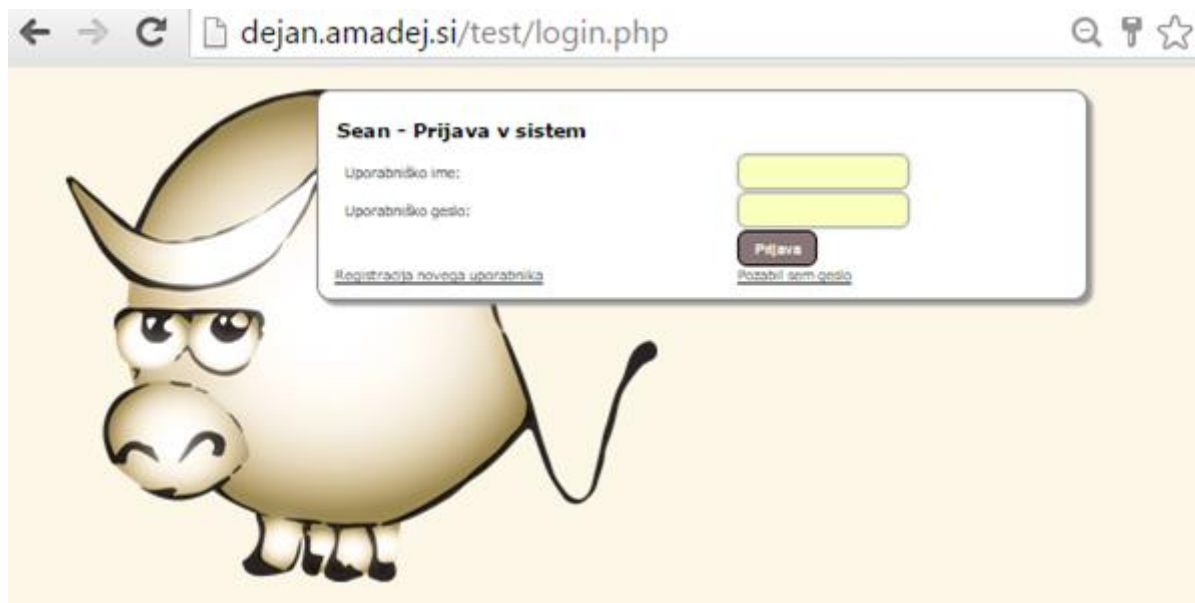 dejan.amadej.si/test/login.php
Sean - Prijava v sistem
Uporabniško ime:
Uporabniško geslo:
Prijava
Registracija novega uporabnika
Pozabil sem geslo